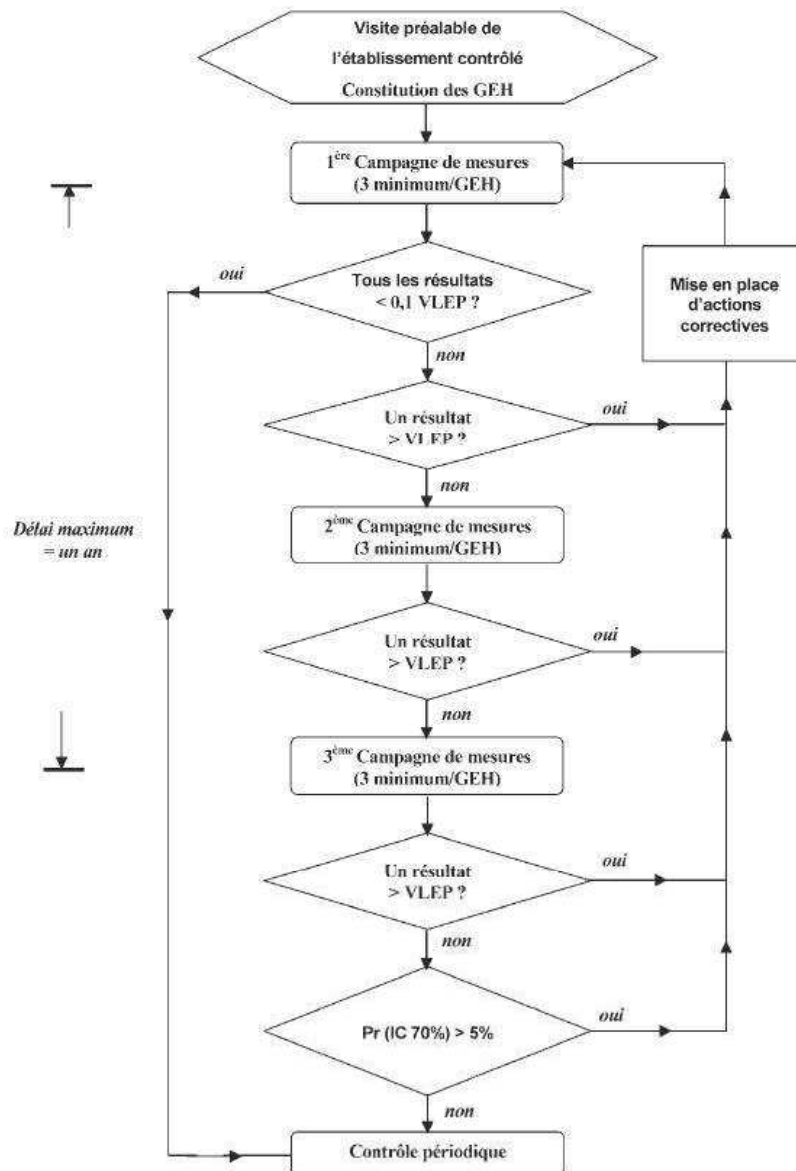 Visite préalable de
l'établissement contrôlé
Constitution des GEH
1ère Campagne de mesures
(3 minimum/GEH)
oui
Tous les résultats
< 0,1 VLEP ?
Mise en place
d'actions
correctives
non
Un résultat
> VLEP ?
oui
non
2ème Campagne de mesures
(3 minimum/GEH)
Délai maximum
= un an
Un résultat
> VLEP ?
oui
non
3ème Campagne de mesures
(3 minimum/GEH)
Un résultat
> VLEP ?
oui
non
Pr (IC 70%) > 5%
oui
non
Contrôle périodique